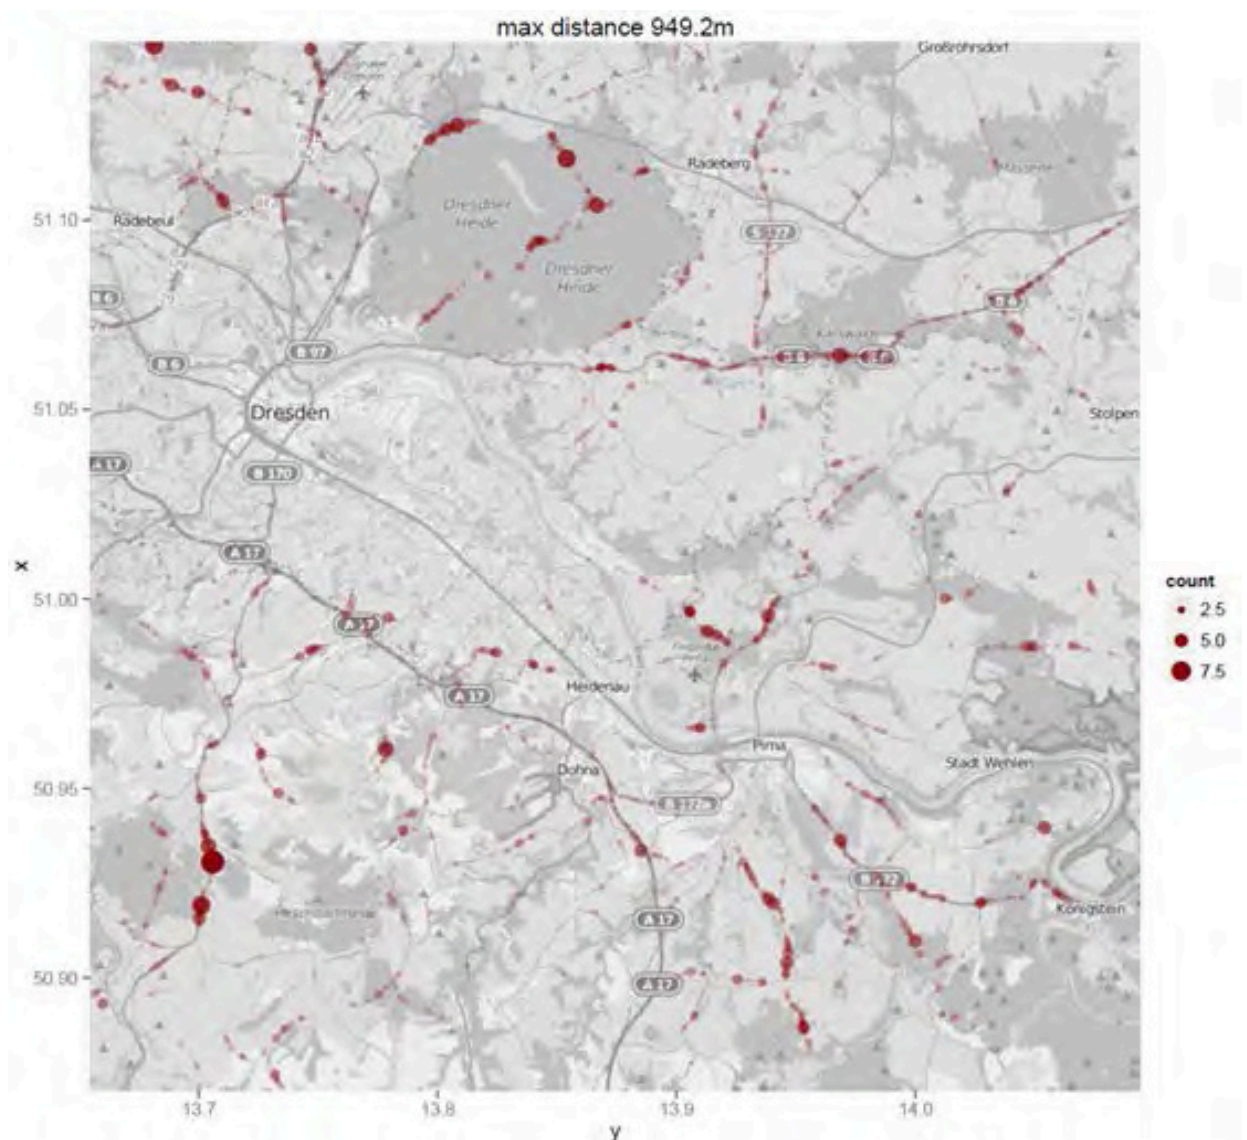 max distance 949.2m
Großröhrsdorf
Radeberg
Dresdner
Heide
51.10
Radebeul
Dresdner
Heide
B 6
B 97
B 6
51.05
Dresden
Stolpen
A 17
B 170
A 17
x
51.00
A 17
count
2.5
5.0
7.5
Heidenau
A 17
Pirna
Stadt Wehlen
Dohna
50.95
B 172
Königstein
A 17
50.90
A 17
13.7
13.8
13.9
14.0
y